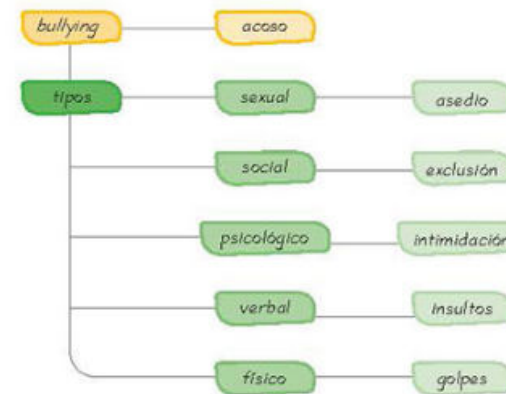 bullying acoso
tipos sexual asedio
social exclusión
psicológico intimidación
verbal insultos
físico golpes